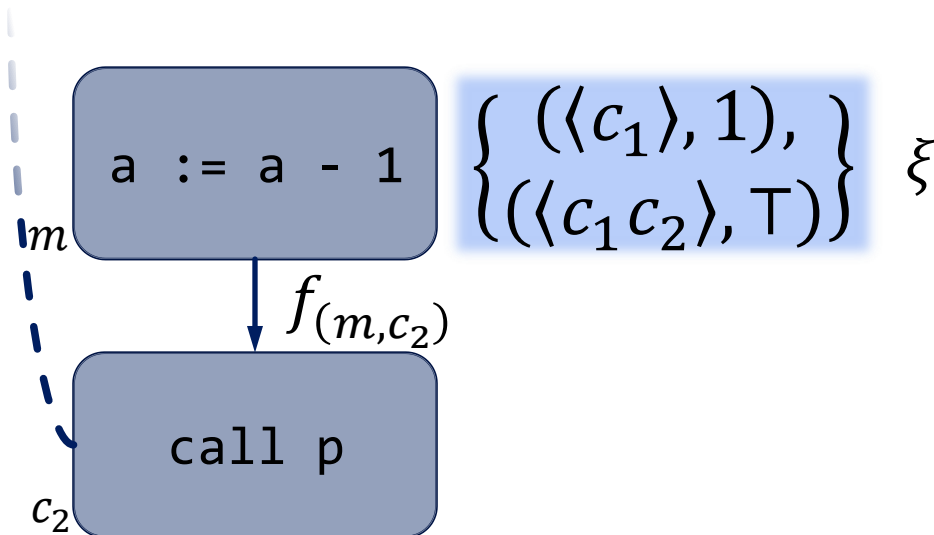 a := a - 1
{(⟨c₁⟩, 1),
(⟨c₁c₂⟩, ⊤)}
ξ
m
f₍m,c₂₎
call p
c₂